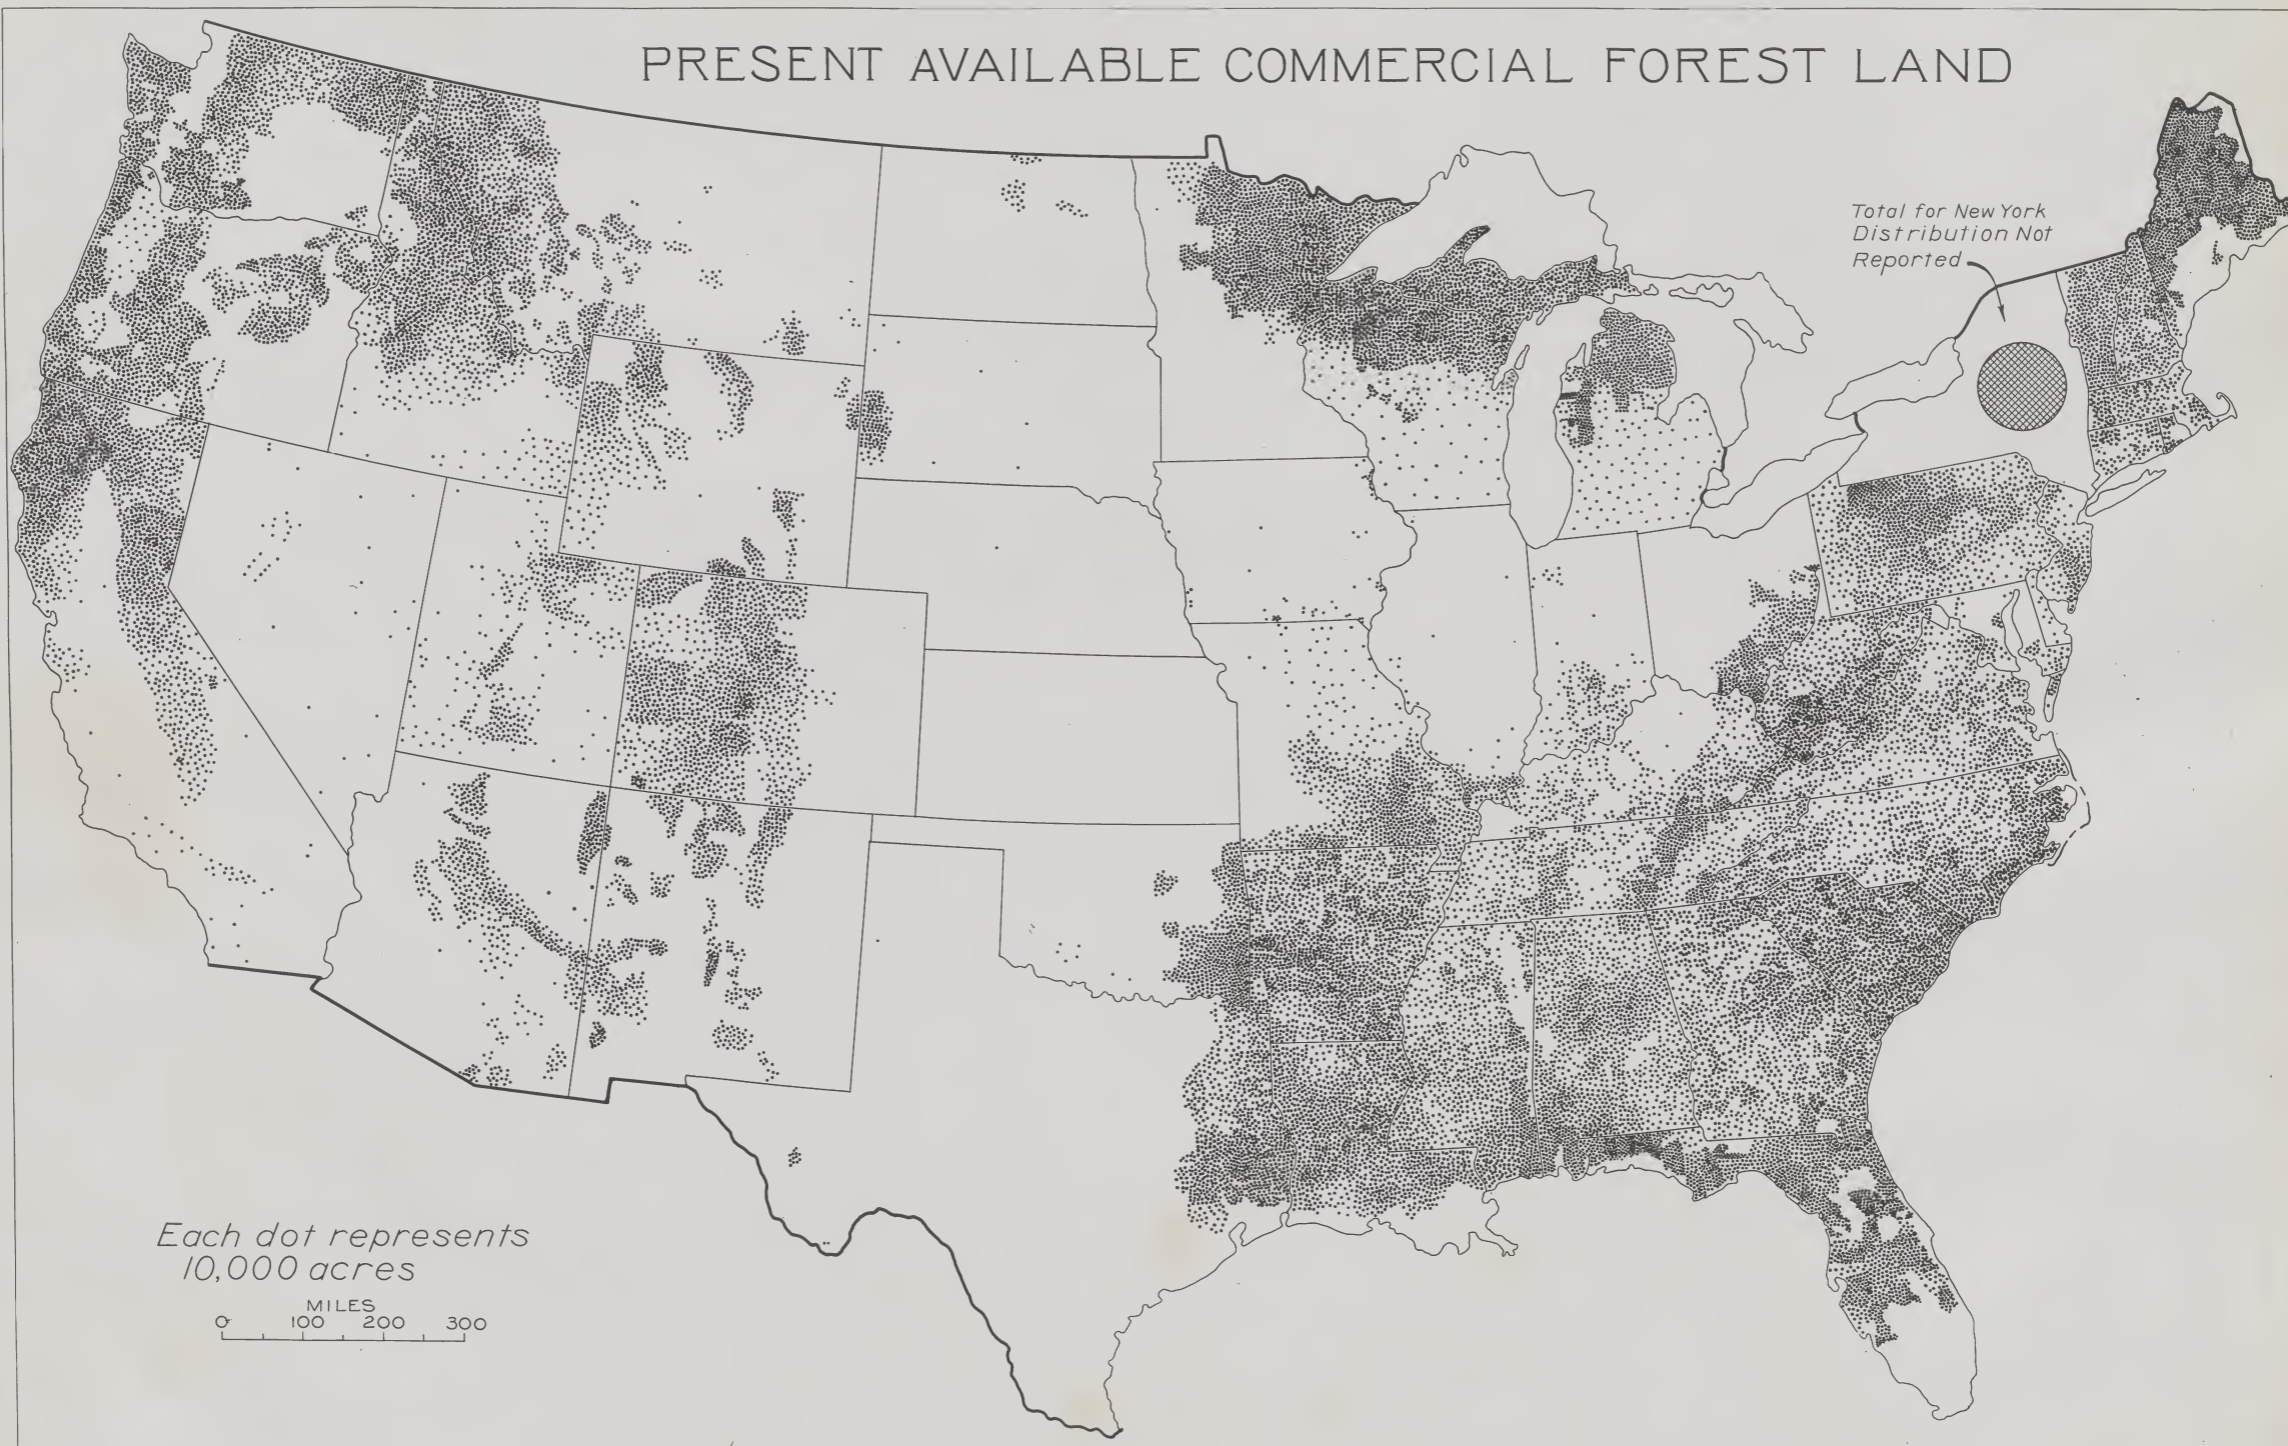 PRESENT AVAILABLE COMMERCIAL FOREST LAND
Total for New York
Distribution Not
Reported
Each dot represents
10,000 acres
MILES
0 100 200 300